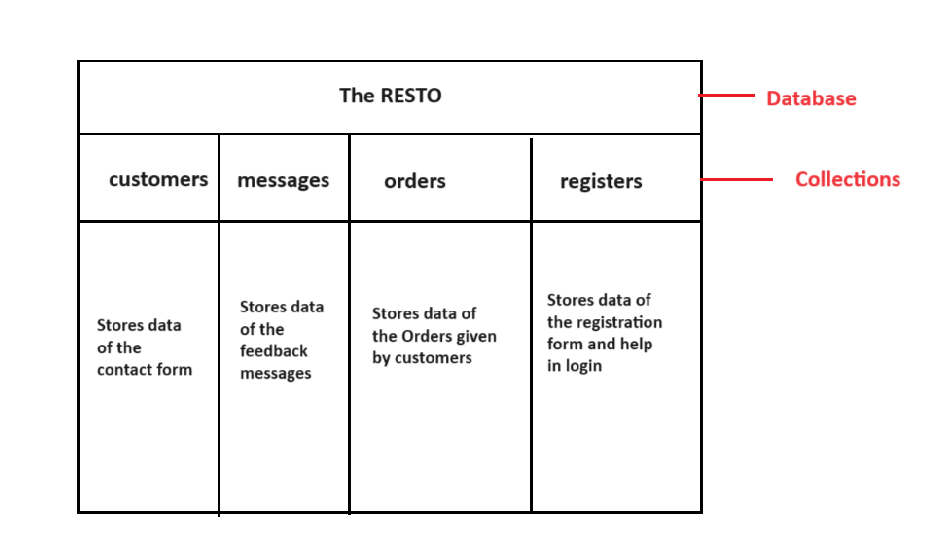 The RESTO
Database
customers
messages
orders
registers
Collections
Stores data
of the
contact form
Stores data
of the
feedback
messages
Stores data of
the Orders given
by customers
Stores data of
the registration
form and help
in login